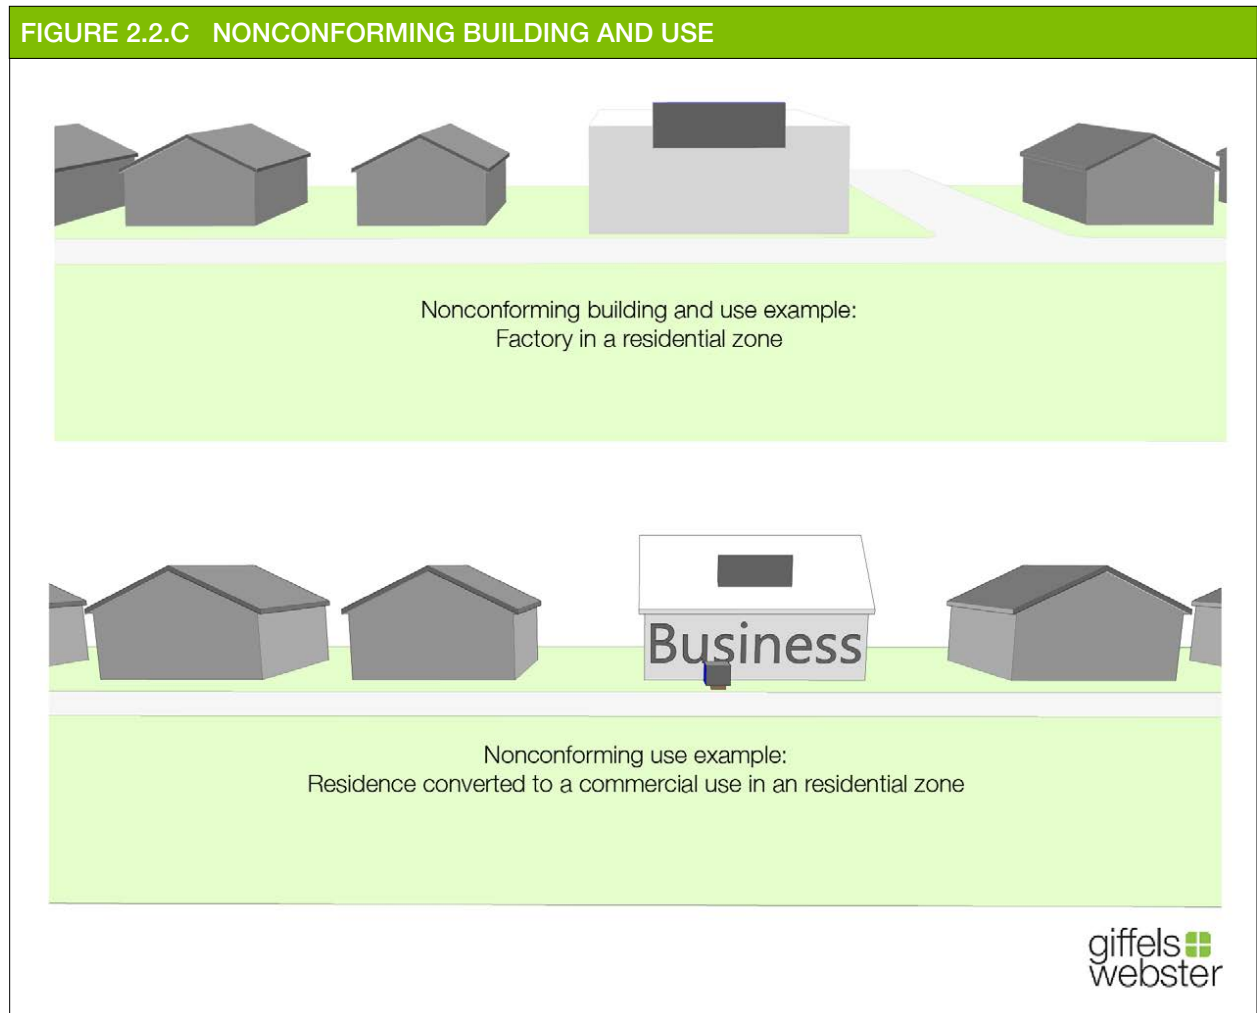 FIGURE 2.2.C NONCONFORMING BUILDING AND USE
Nonconforming building and use example:
Factory in a residential zone
Business
Nonconforming use example:
Residence converted to a commercial use in an residential zone
giffels
webster